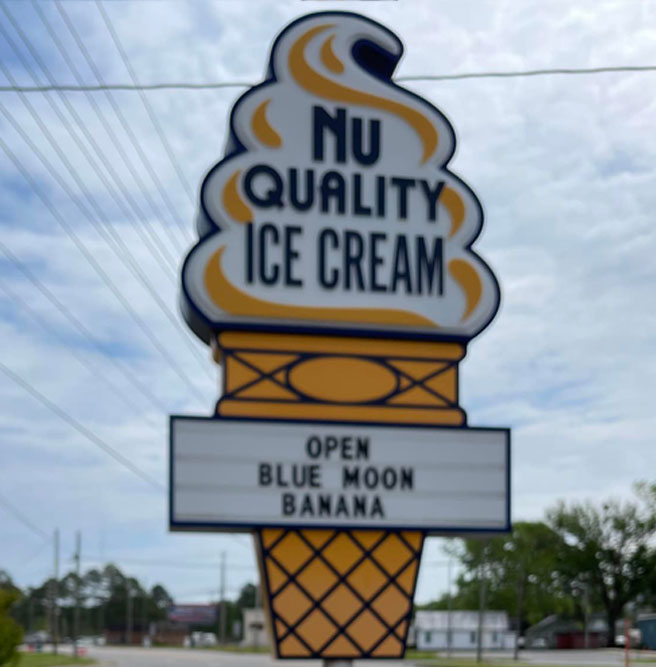 NU
QUALITY
ICE CREAM
OPEN
BLUE MOON
BANANA